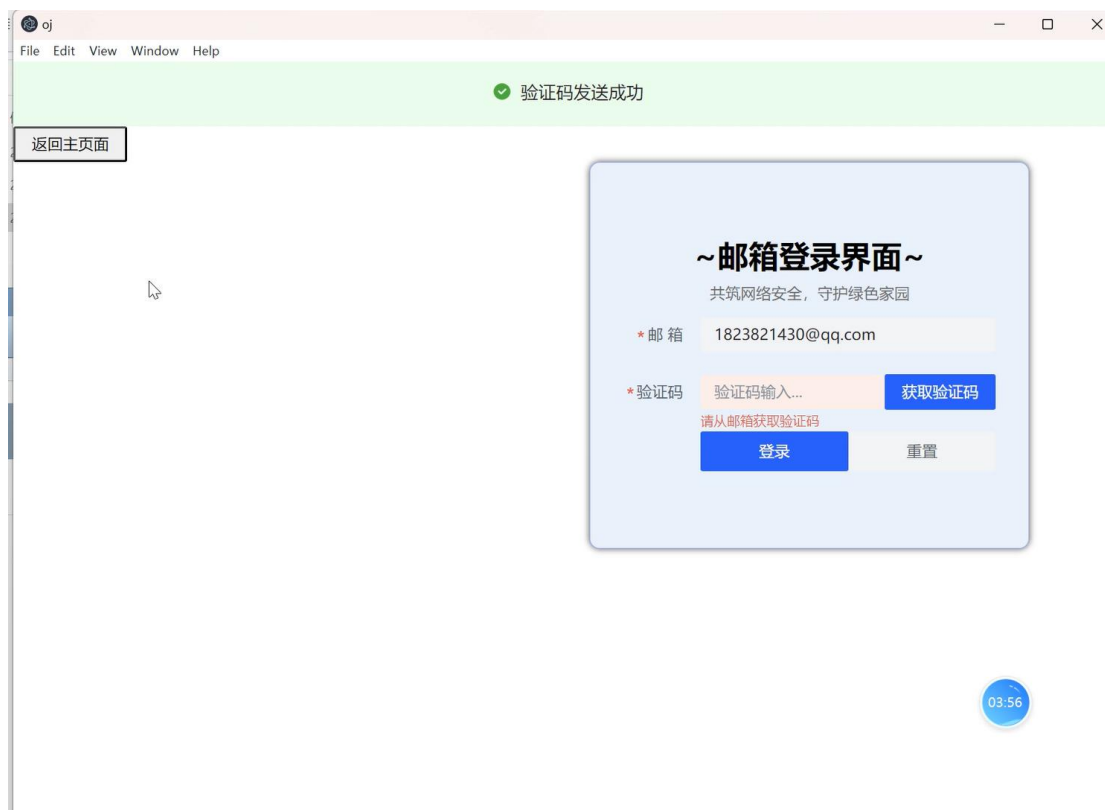 oj
File Edit View Window Help
验证码发送成功
返回主页面
~邮箱登录界面~
共筑网络安全，守护绿色家园
*邮 箱 1823821430@qq.com
*验证码 验证码输入... 获取验证码
请从邮箱获取验证码
登录 重置
03:56